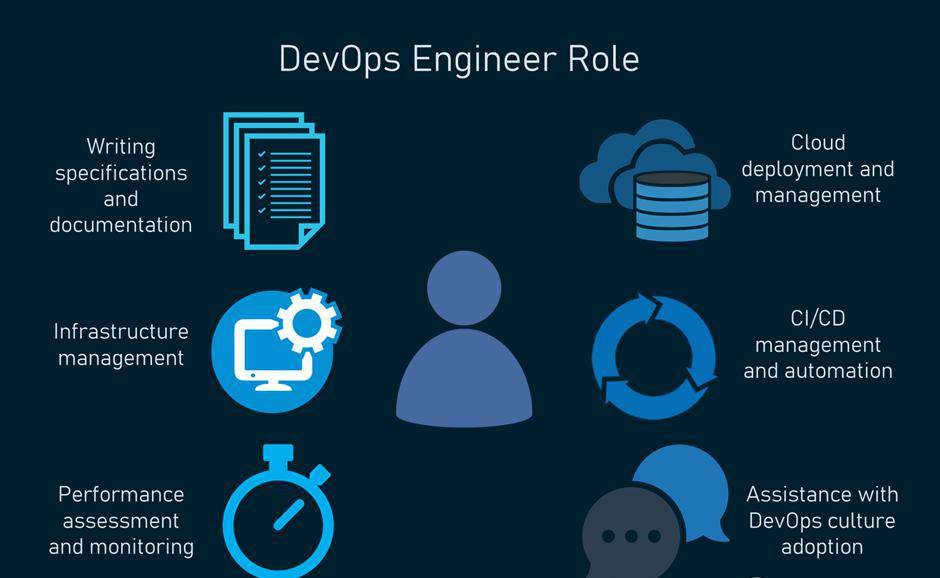 DevOps Engineer Role
Writing
specifications
and
documentation
Cloud
deployment and
management
Infrastructure
management
CI/CD
management
and automation
Performance
assessment
and monitoring
Assistance with
DevOps culture
adoption